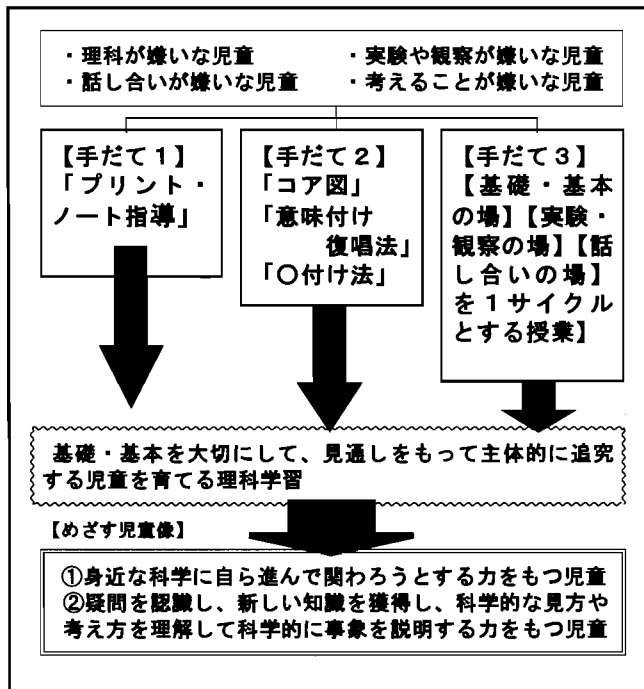 ・理科が嫌いな児童　・実験や観察が嫌いな児童
・話し合いが嫌いな児童　・考えることが嫌いな児童
【手だて１】
「プリント・
ノート指導」
【手だて２】
「コア図」
「意味付け
復唱法」
「〇付け法」
【手だて３】
【基礎・基本
の場】【実験・
観察の場】【話
し合いの場】
を１サイクル
とする授業】
基礎・基本を大切にして、見通しをもって主体的に追究
する児童を育てる理科学習
【めざす児童像】
①身近な科学に自ら進んで関わろうとする力をもつ児童
②疑問を認識し、新しい知識を獲得し、科学的な見方や
考え方を理解して科学的に事象を説明する力をもつ児童